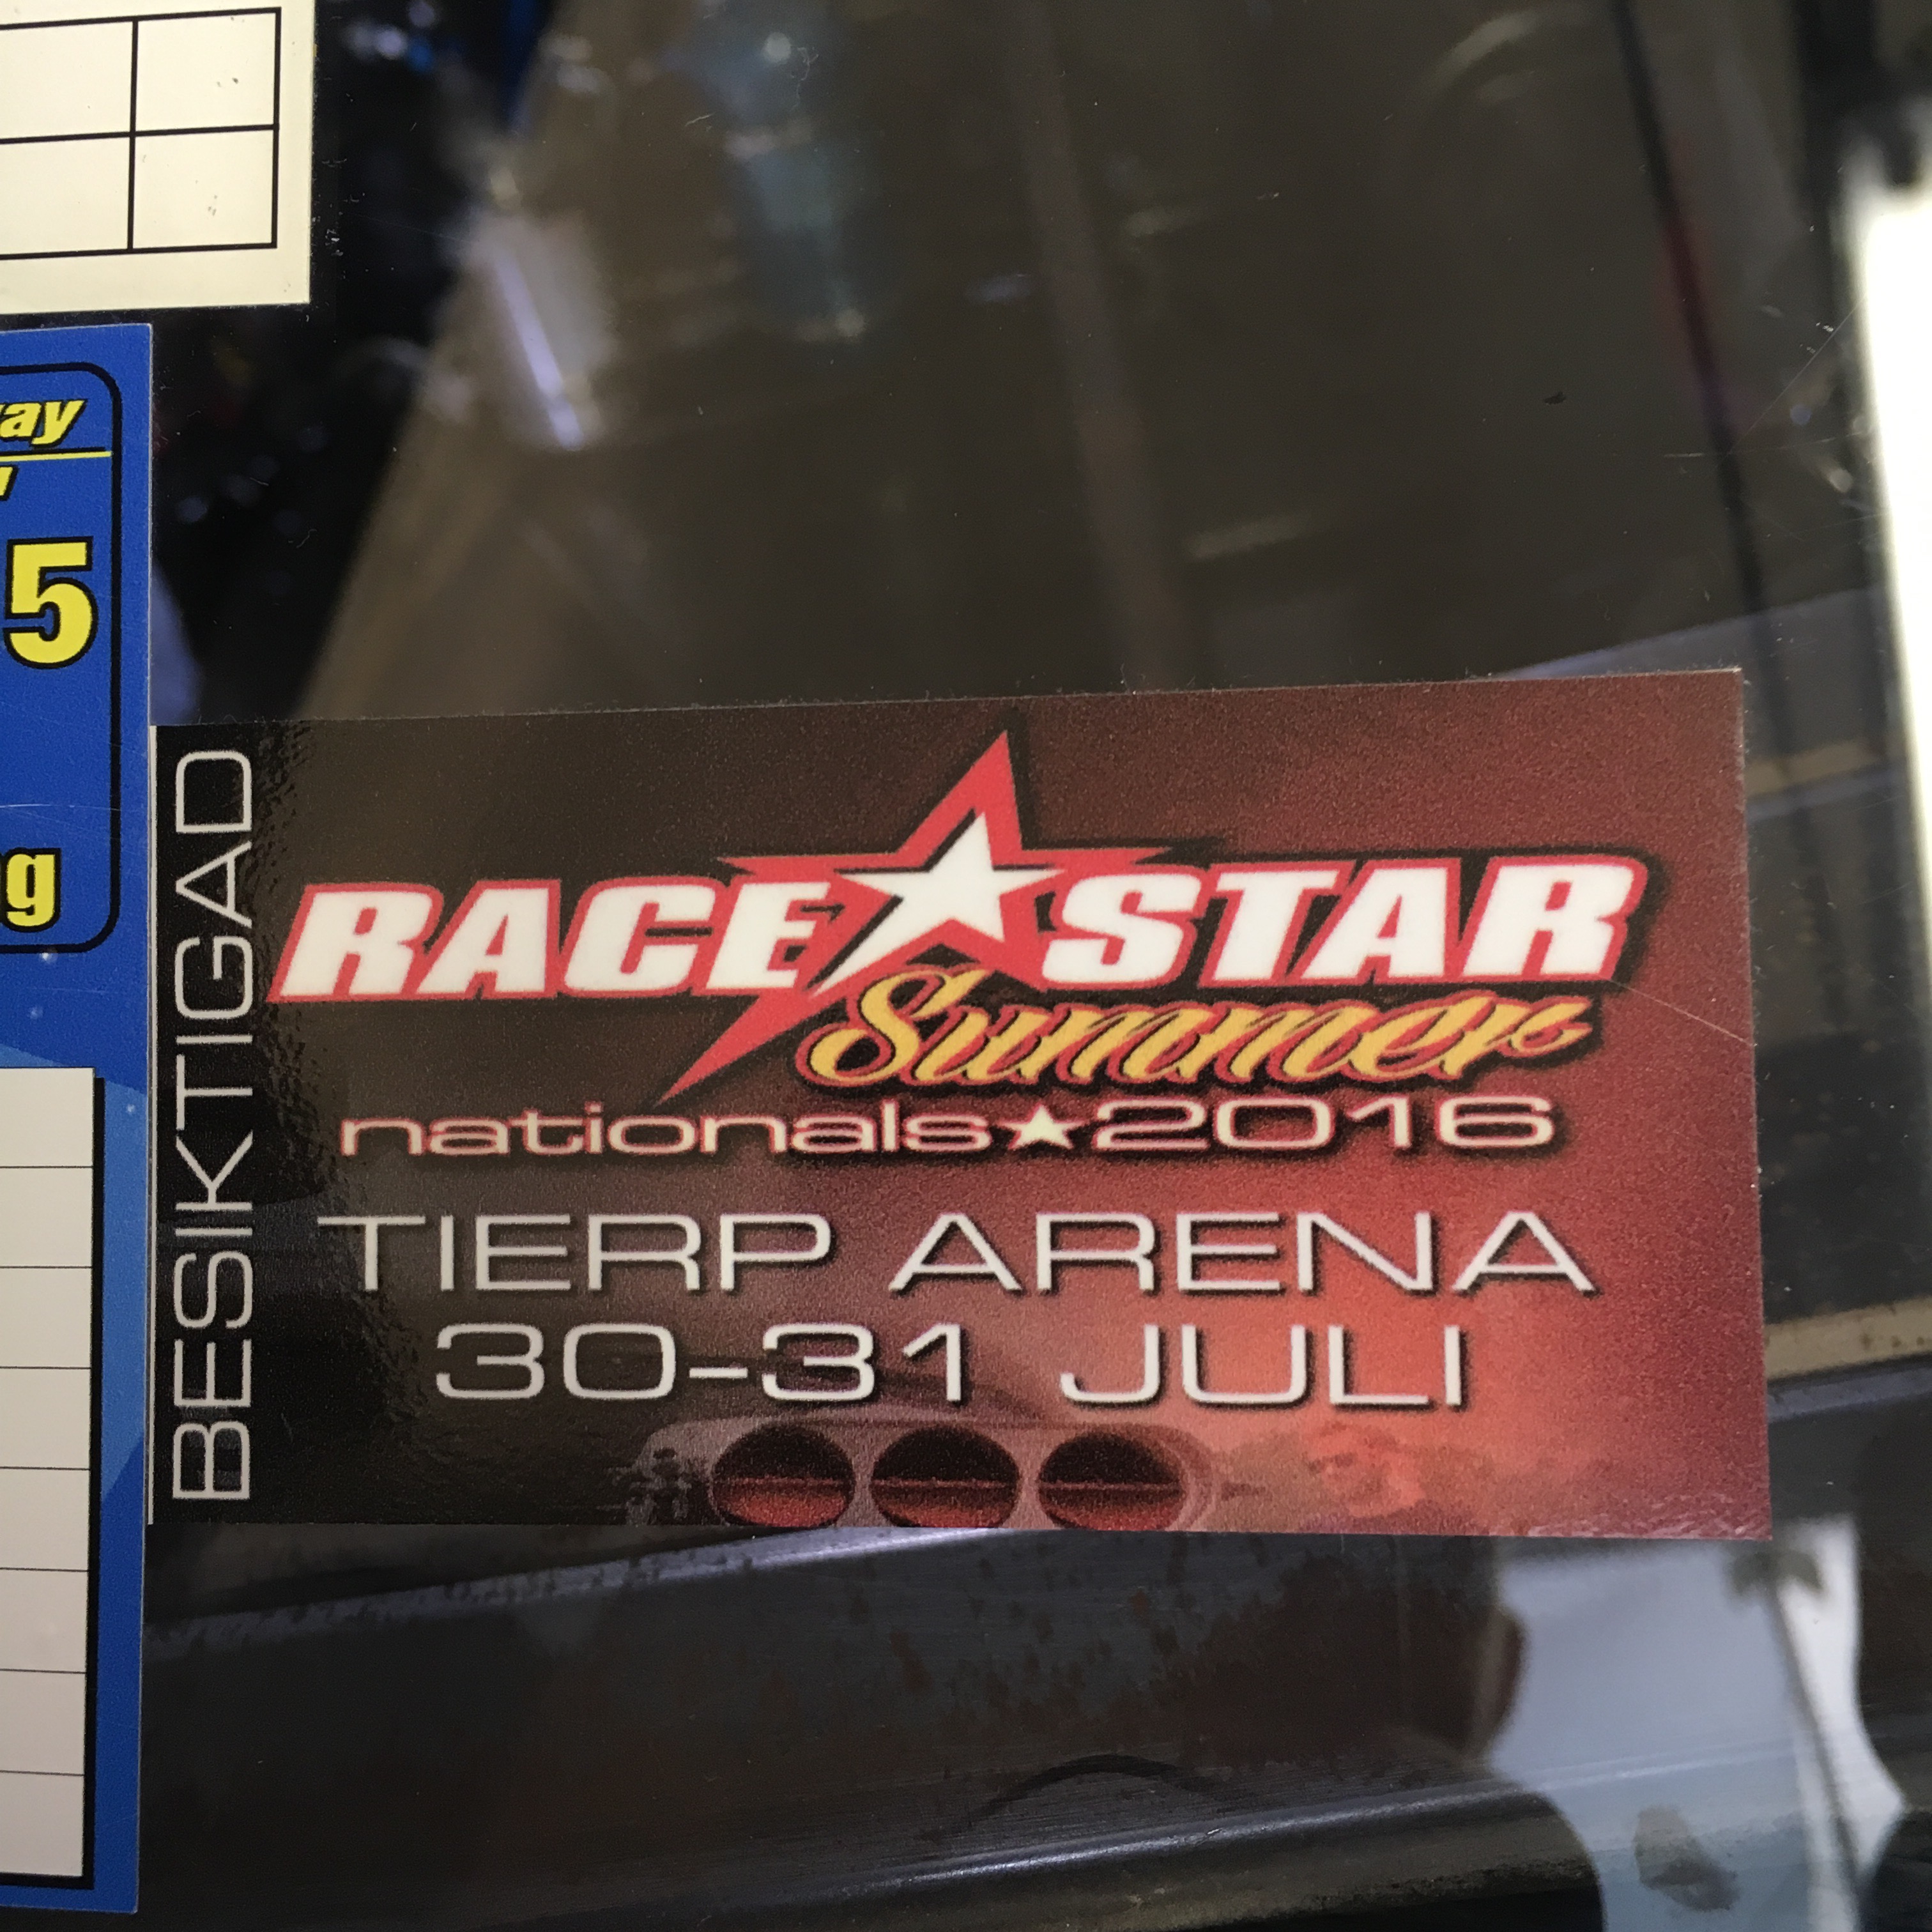 ay
5
g
BESIKTIGAD
RACE STAR
Summer
nationals★2016
TIERP ARENA
30-31 JULI